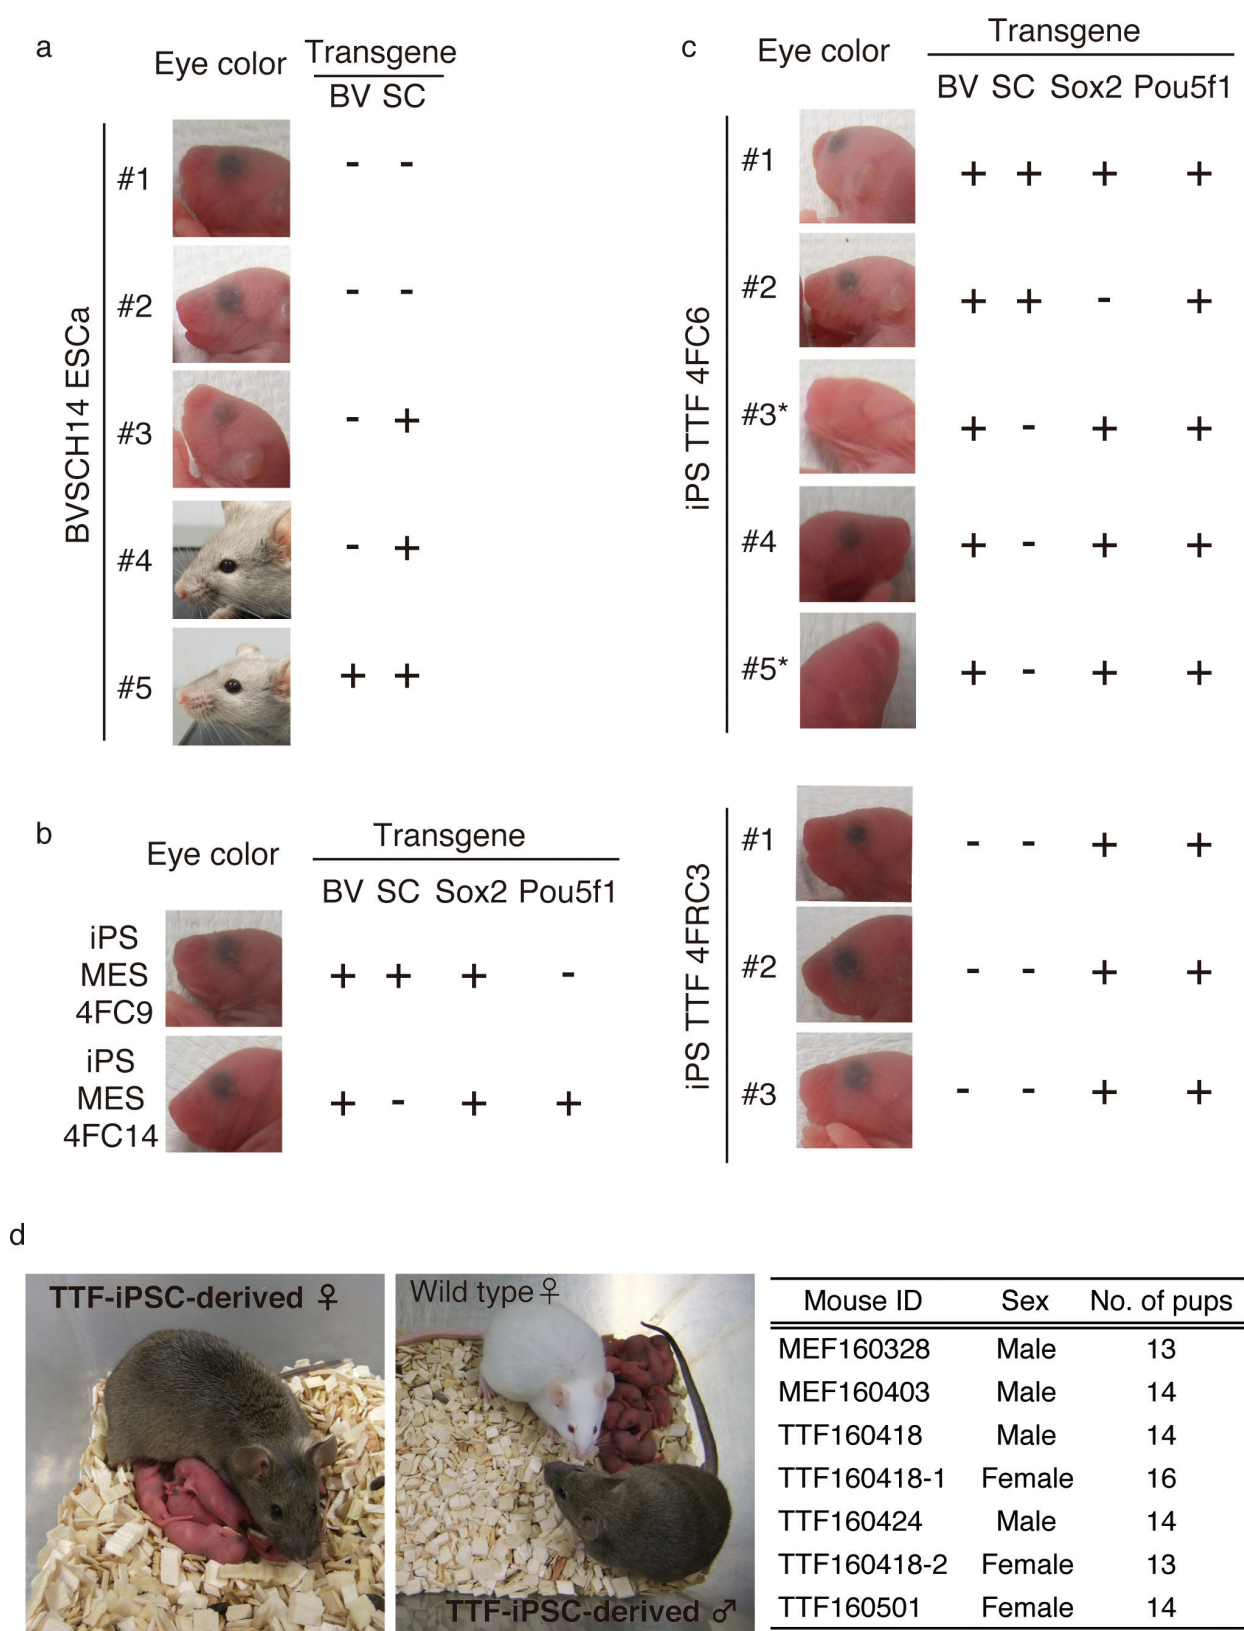 a
Eye color
Transgene
BV SC
BVSCH14 ESCa
#1
- -
#2
- -
#3
- +
#4
- +
#5
+ +
b
Eye color
Transgene
BV SC Sox2 Pou5f1
iPS
MES
4FC9
+ + + -
iPS
MES
4FC14
+ - + +
c
Eye color
Transgene
BV SC Sox2 Pou5f1
iPS TTF 4FC6
#1
+ + + +
#2
+ + - +
#3*
+ - + +
#4
+ - + +
#5*
+ - + +
iPS TTF 4FRC3
#1
- - + +
#2
- - + +
#3
- - + +
d
TTF-iPSC-derived ♀
Wild type ♀
TTF-iPSC-derived ♂
Mouse ID Sex No. of pups
MEF160328 Male 13
MEF160403 Male 14
TTF160418 Male 14
TTF160418-1 Female 16
TTF160424 Male 14
TTF160418-2 Female 13
TTF160501 Female 14